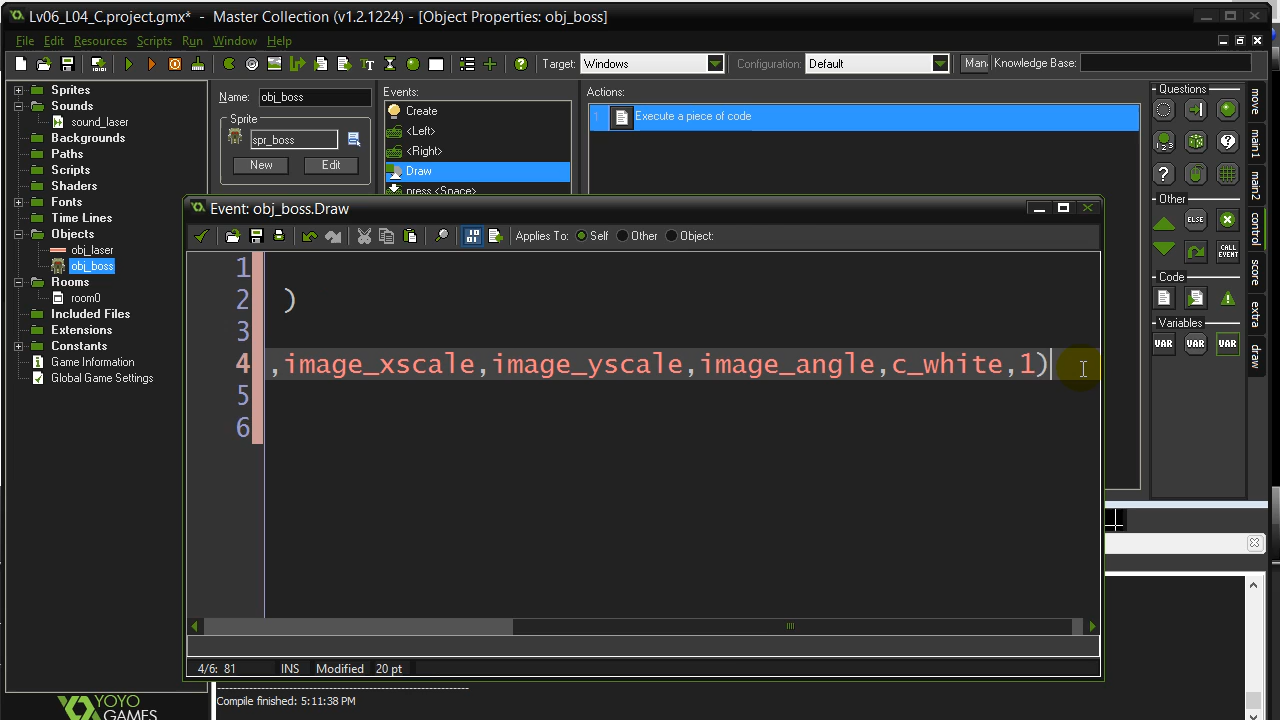 Lv06_L04_C.project.gmx* - Master Collection (v1.2.1224) - [Object Properties: obj_boss]
File Edit Resources Scripts Run Window Help
Target: Windows Configuration: Default Man Knowledge Base:
Sprites
Sounds
sound_laser
Backgrounds
Paths
Scripts
Shaders
Fonts
Time Lines
Objects
obj_laser
obj_boss
Rooms
room0
Included Files
Extensions
Constants
Game Information
Global Game Settings
YOYO
GAMES
Name: obj_boss
Sprite
spr_boss
New Edit
Events:
Create
<Left>
<Right>
Draw
press <Space>
Actions:
1 Execute a piece of code
Questions
Other
ELSE
CALL
EVENT
Code
Variables
VAR VAR VAR
move
main1
main2
control
score
extra
draw
Event: obj_boss.Draw
Applies To: Self Other Object:
1
2 )
3
4 ,image_xscale,image_yscale,image_angle,c_white,1)
5
6
4/6: 81 INS Modified 20 pt
Compile finished: 5:11:38 PM